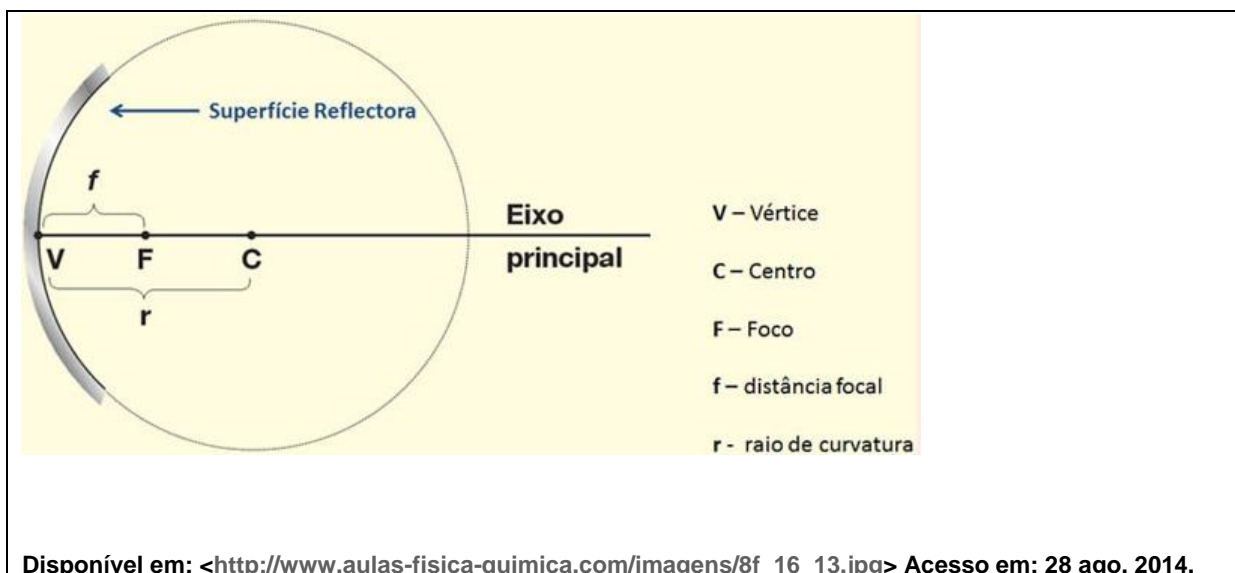 Superfície Reflectora
f
Eixo
principal
V F C
r
V – Vértice
C – Centro
F – Foco
f – distância focal
r - raio de curvatura
Disponível em: <http://www.aulas-fisica-quimica.com/imagens/8f_16_13.jpg> Acesso em: 28 ago. 2014.